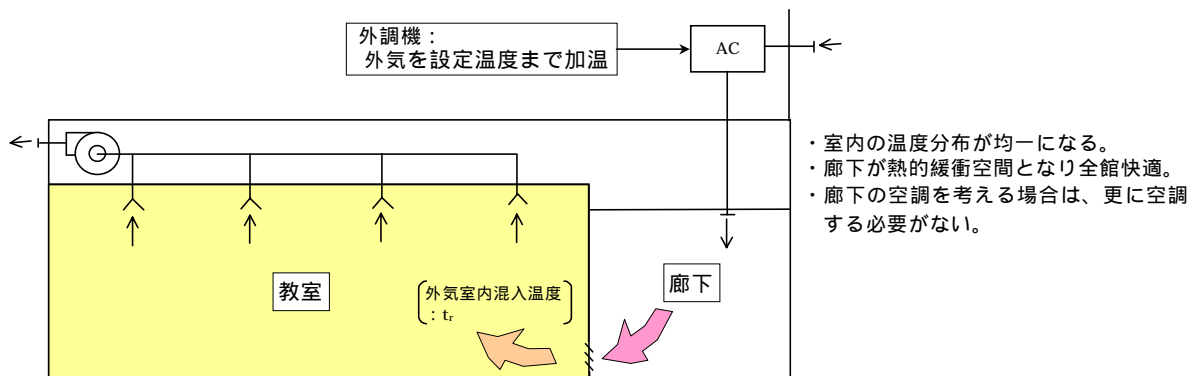 外調機：
外気を設定温度まで加温
AC
・室内の温度分布が均一になる。
・廊下が熱的緩衝空間となり全館快適。
・廊下の空調を考える場合は、更に空調
する必要がない。
教室
外気室内混入温度
：tr
廊下